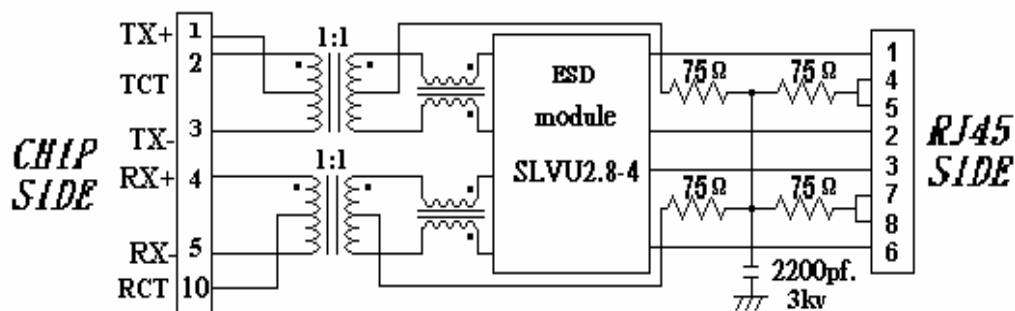 CHIP SIDE
TX+
TCT
TX-
RX+
RX-
RCT
1
2
3
4
5
10
1:1
1:1
ESD
module
SLVU2.8-4
75Ω
75Ω
75Ω
75Ω
2200pf.
3kv
1
4
5
2
3
7
8
6
RJ45
SIDE